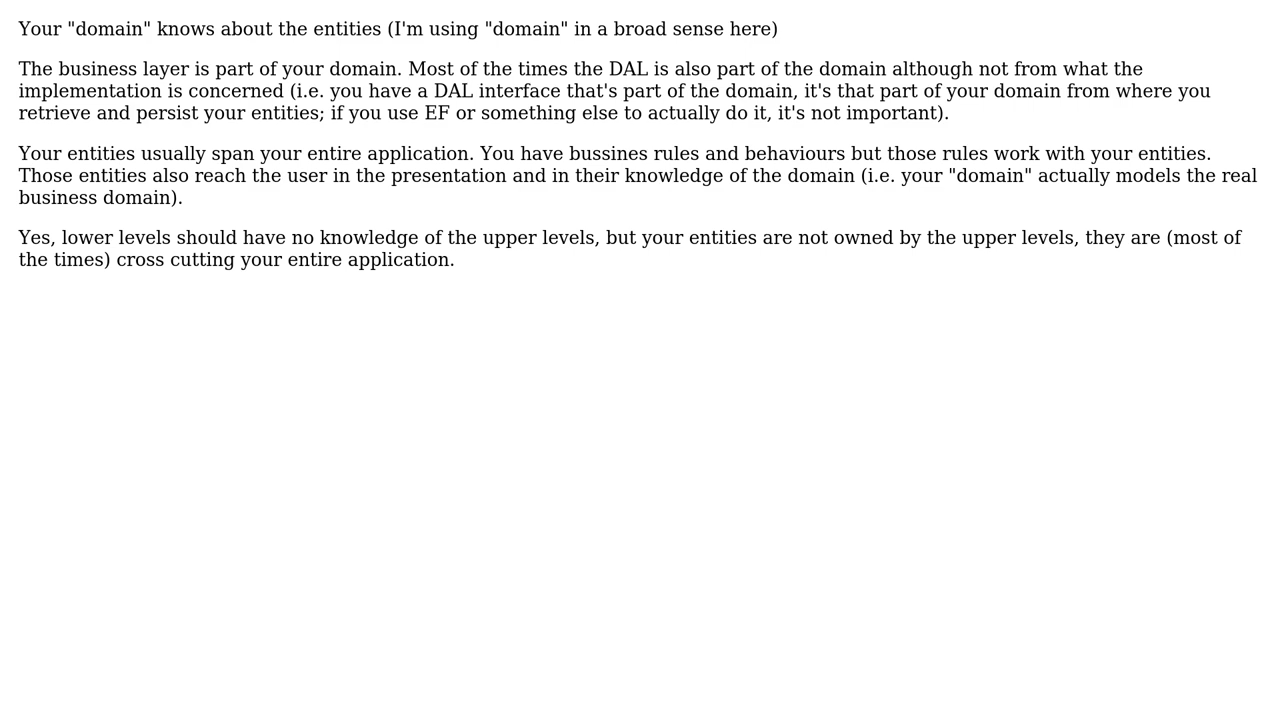 Your "domain" knows about the entities (I'm using "domain" in a broad sense here)
The business layer is part of your domain. Most of the times the DAL is also part of the domain although not from what the
implementation is concerned (i.e. you have a DAL interface that's part of the domain, it's that part of your domain from where you
retrieve and persist your entities; if you use EF or something else to actually do it, it's not important).
Your entities usually span your entire application. You have bussines rules and behaviours but those rules work with your entities.
Those entities also reach the user in the presentation and in their knowledge of the domain (i.e. your "domain" actually models the real
business domain).
Yes, lower levels should have no knowledge of the upper levels, but your entities are not owned by the upper levels, they are (most of
the times) cross cutting your entire application.